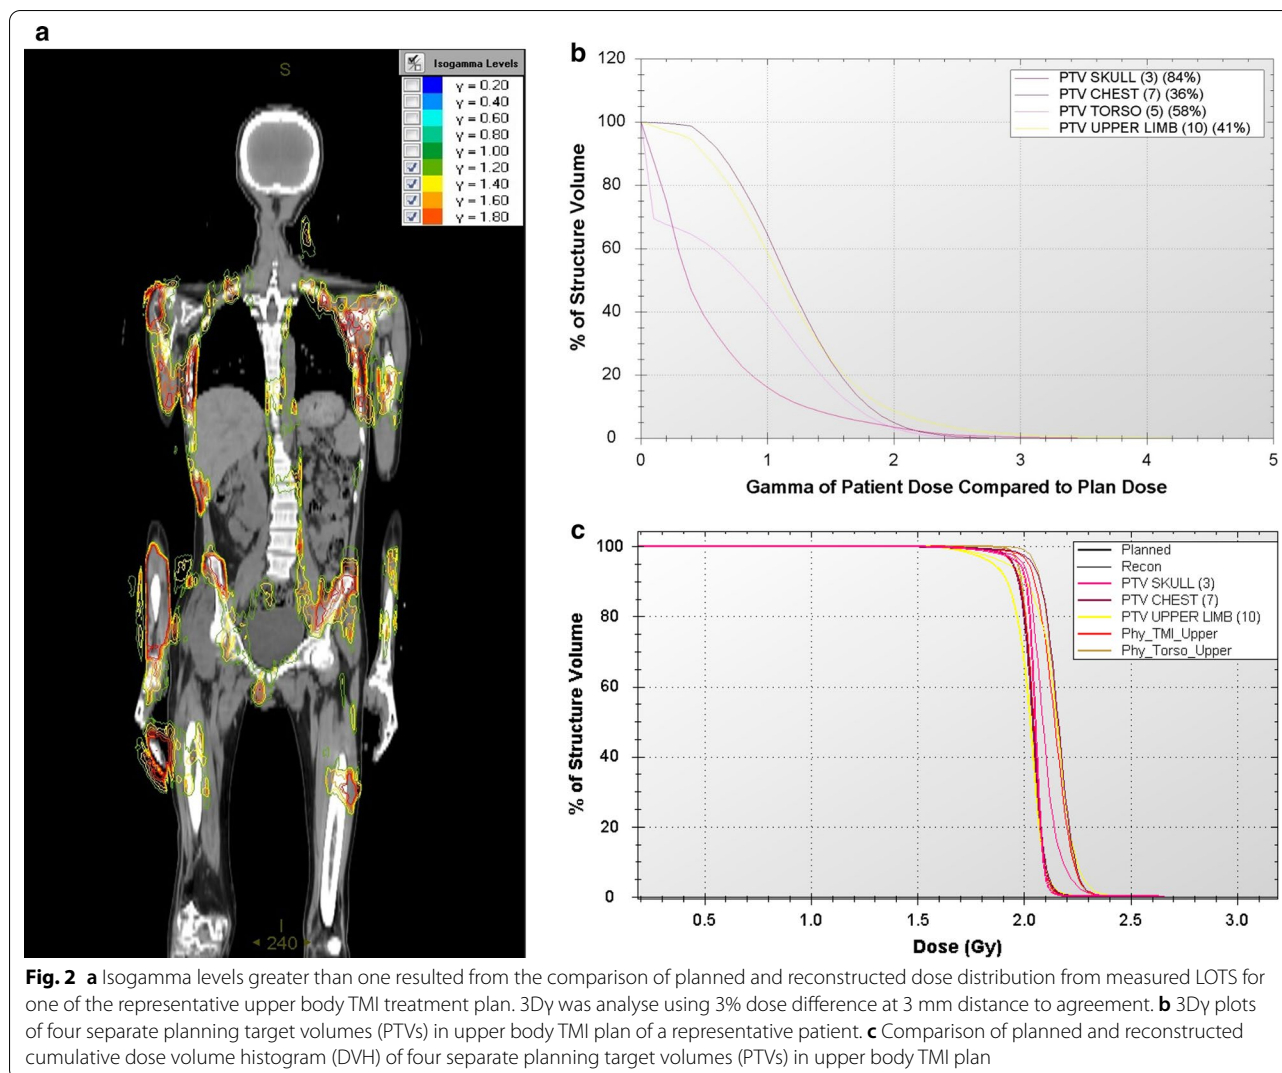 a
S
Isogamma Levels
γ = 0.20
γ = 0.40
γ = 0.60
γ = 0.80
γ = 1.00
γ = 1.20
γ = 1.40
γ = 1.60
γ = 1.80
I
240
b
120
100
80
60
40
20
0
% of Structure Volume
PTV SKULL (3) (84%)
PTV CHEST (7) (36%)
PTV TORSO (5) (58%)
PTV UPPER LIMB (10) (41%)
0 1 2 3 4 5
Gamma of Patient Dose Compared to Plan Dose
c
100
80
60
40
20
0
% of Structure Volume
Planned
Recon
PTV SKULL (3)
PTV CHEST (7)
PTV UPPER LIMB (10)
Phy_TMI_Upper
Phy_Torso_Upper
0.5 1.0 1.5 2.0 2.5 3.0
Dose (Gy)
Fig. 2 a Isogamma levels greater than one resulted from the comparison of planned and reconstructed dose distribution from measured LOTS for
one of the representative upper body TMI treatment plan. 3Dγ was analyse using 3% dose difference at 3 mm distance to agreement. b 3Dγ plots
of four separate planning target volumes (PTVs) in upper body TMI plan of a representative patient. c Comparison of planned and reconstructed
cumulative dose volume histogram (DVH) of four separate planning target volumes (PTVs) in upper body TMI plan